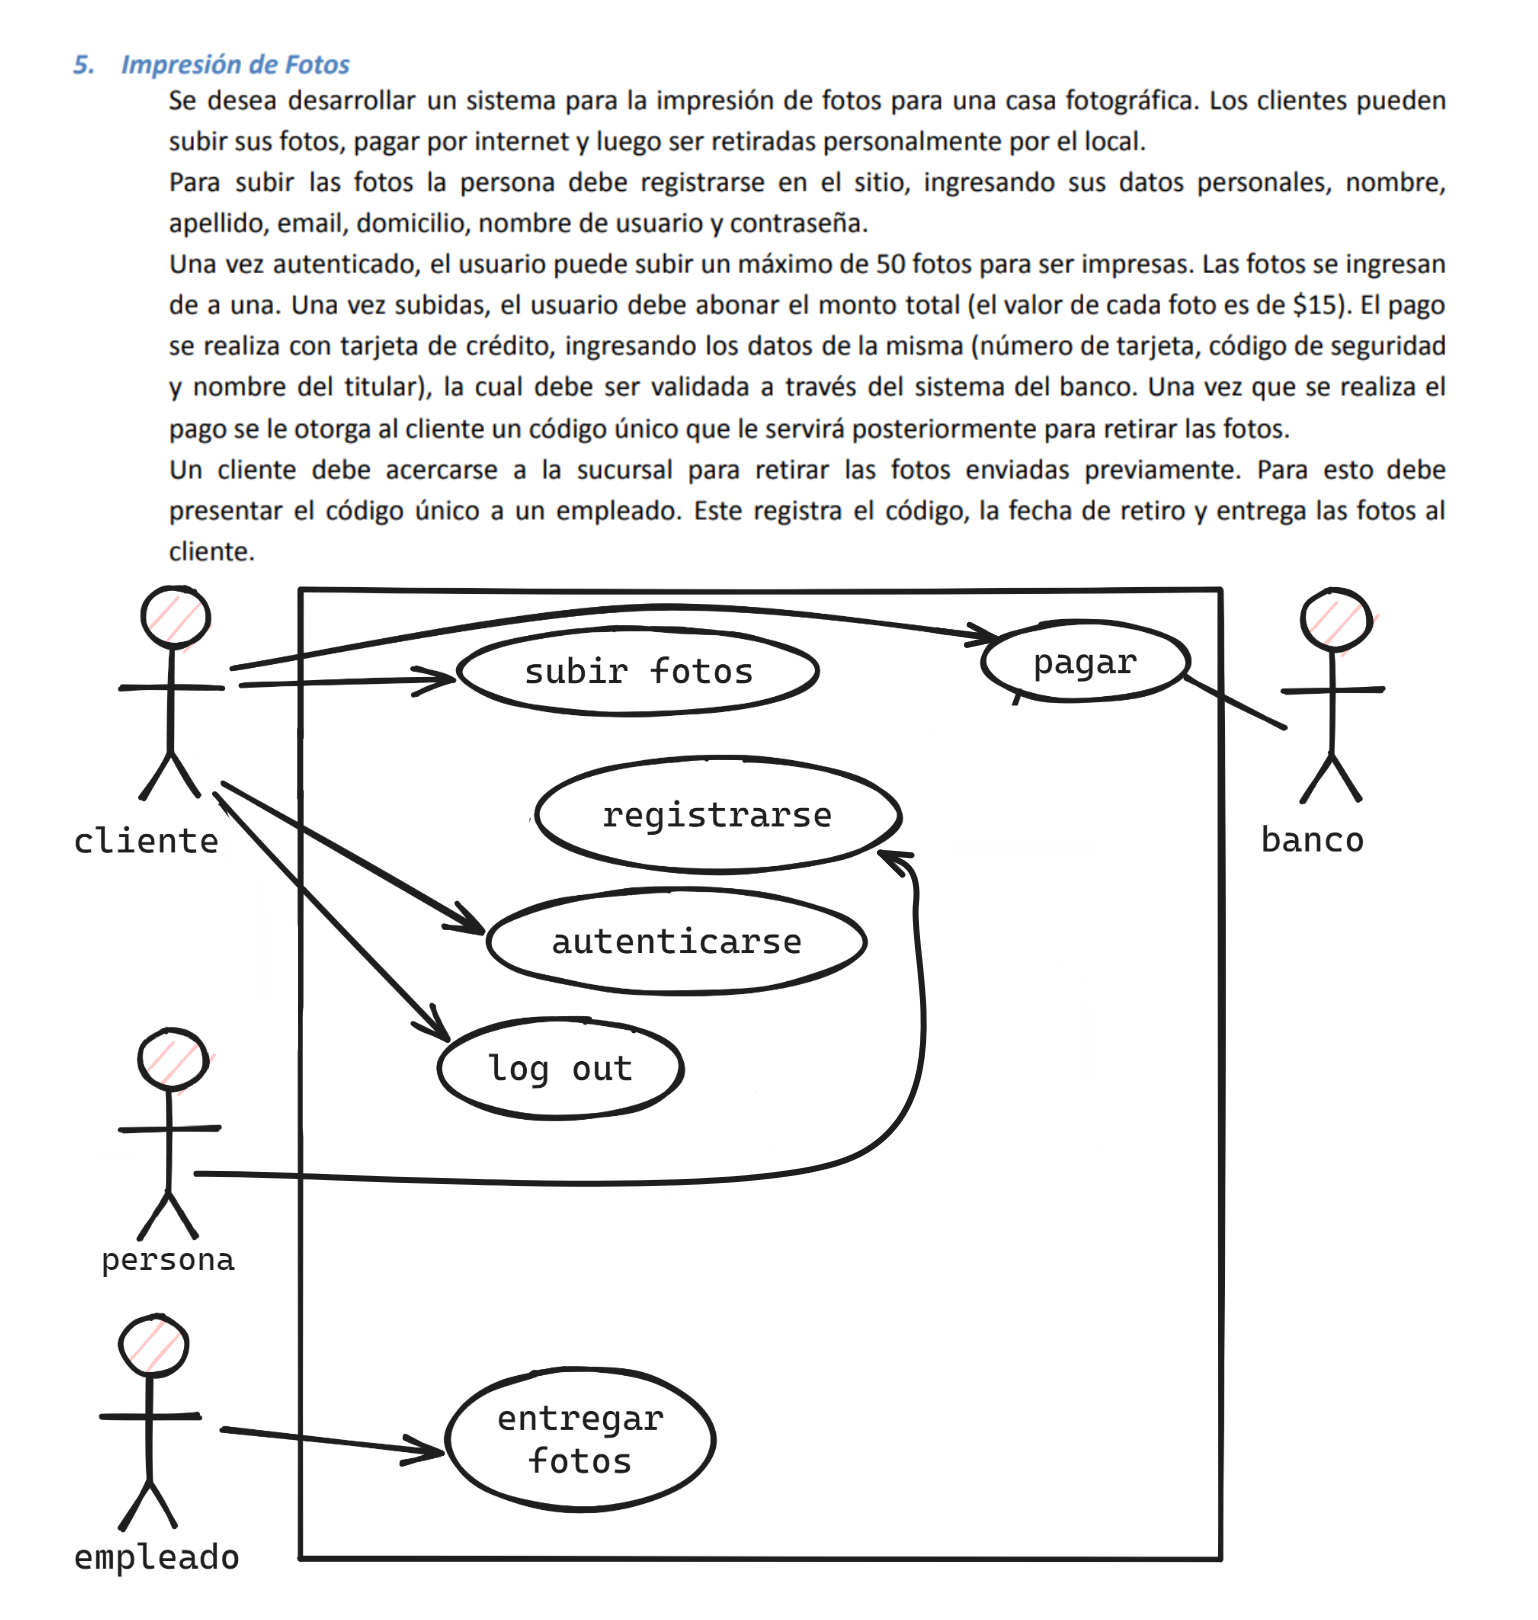 5. Impresión de Fotos
Se desea desarrollar un sistema para la impresión de fotos para una casa fotográfica. Los clientes pueden
subir sus fotos, pagar por internet y luego ser retiradas personalmente por el local.
Para subir las fotos la persona debe registrarse en el sitio, ingresando sus datos personales, nombre,
apellido, email, domicilio, nombre de usuario y contraseña.
Una vez autenticado, el usuario puede subir un máximo de 50 fotos para ser impresas. Las fotos se ingresan
de a una. Una vez subidas, el usuario debe abonar el monto total (el valor de cada foto es de $15). El pago
se realiza con tarjeta de crédito, ingresando los datos de la misma (número de tarjeta, código de seguridad
y nombre del titular), la cual debe ser validada a través del sistema del banco. Una vez que se realiza el
pago se le otorga al cliente un código único que le servirá posteriormente para retirar las fotos.
Un cliente debe acercarse a la sucursal para retirar las fotos enviadas previamente. Para esto debe
presentar el código único a un empleado. Este registra el código, la fecha de retiro y entrega las fotos al
cliente.
subir fotos
pagar
registrarse
cliente
banco
autenticarse
log out
persona
entregar
fotos
empleado